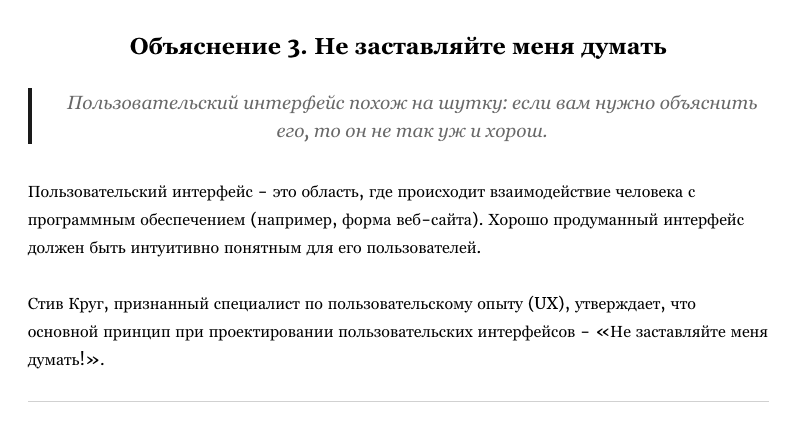 Объяснение 3. Не заставляйте меня думать
Пользовательский интерфейс похож на шутку: если вам нужно объяснить
его, то он не так уж и хорош.
Пользовательский интерфейс – это область, где происходит взаимодействие человека с
программным обеспечением (например, форма веб-сайта). Хорошо продуманный интерфейс
должен быть интуитивно понятным для его пользователей.
Стив Круг, признанный специалист по пользовательскому опыту (UX), утверждает, что
основной принцип при проектировании пользовательских интерфейсов – «Не заставляйте меня
думать!».